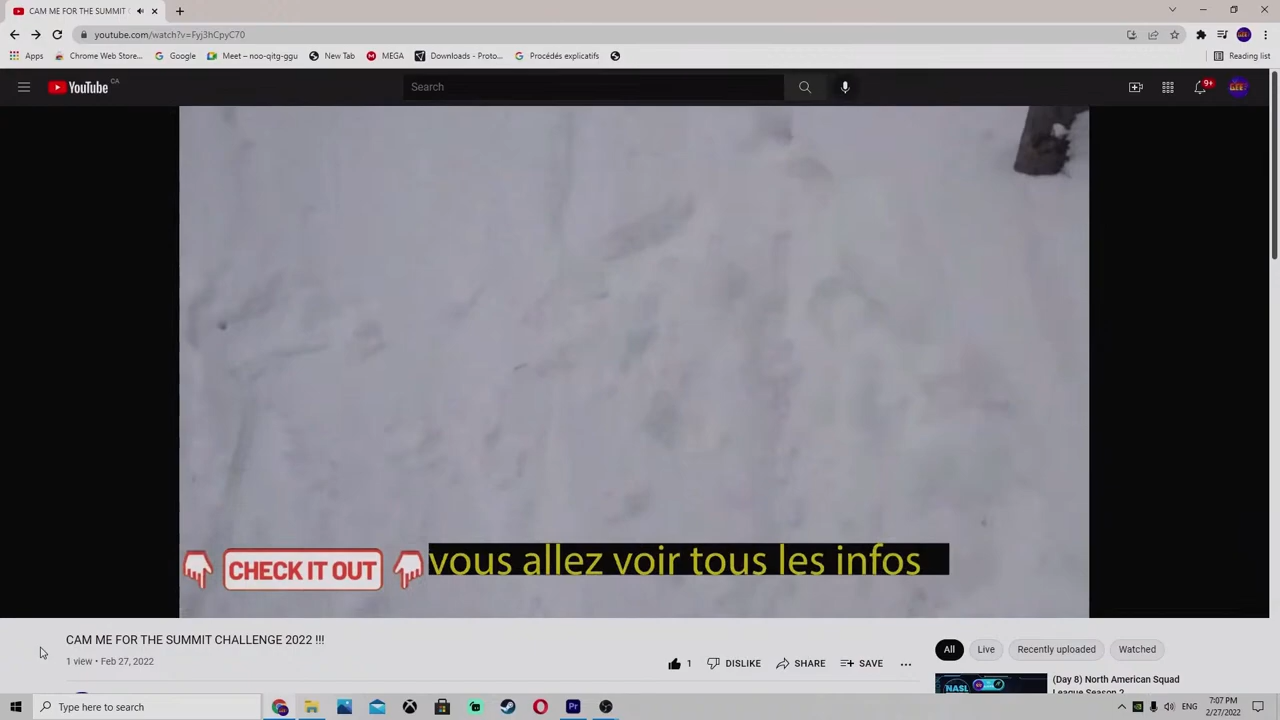 CAM ME FOR THE SUMMIT
youtube.com/watch?v=Fyj3hCpyC70
Apps
Chrome Web Store...
Google
Meet – noo-qitg-ggu
New Tab
MEGA
Downloads - Proto...
Procédés explicatifs
Reading list
YouTube CA
Search
9+
GEE
CHECK IT OUT
vous allez voir tous les infos
CAM ME FOR THE SUMMIT CHALLENGE 2022 !!!
1 view • Feb 27, 2022
1
DISLIKE
SHARE
SAVE
All
Live
Recently uploaded
Watched
NASL
(Day 8) North American Squad
League Season 2
Type here to search
Pr
ENG
7:07 PM
2/27/2022